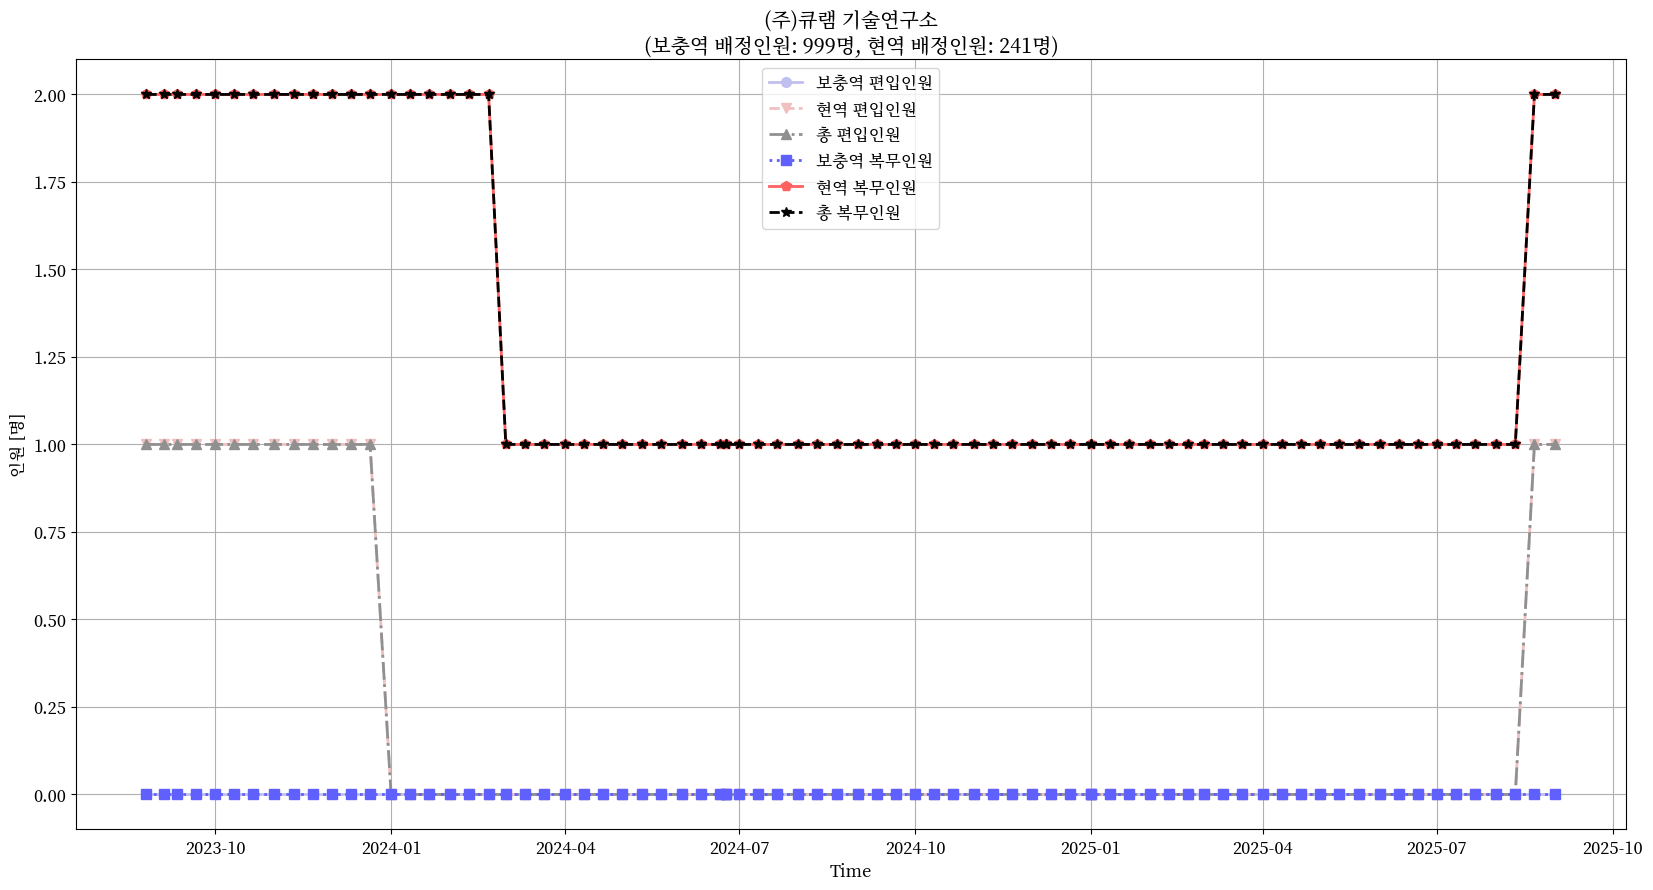 (주)큐램 기술연구소
(보충역 배정인원: 999명, 현역 배정인원: 241명)
보충역 편입인원
현역 편입인원
총 편입인원
보충역 복무인원
현역 복무인원
총 복무인원
2.00
1.75
1.50
1.25
1.00
0.75
0.50
0.25
0.00
인원 [명]
2023-10
2024-01
2024-04
2024-07
2024-10
2025-01
2025-04
2025-07
2025-10
Time